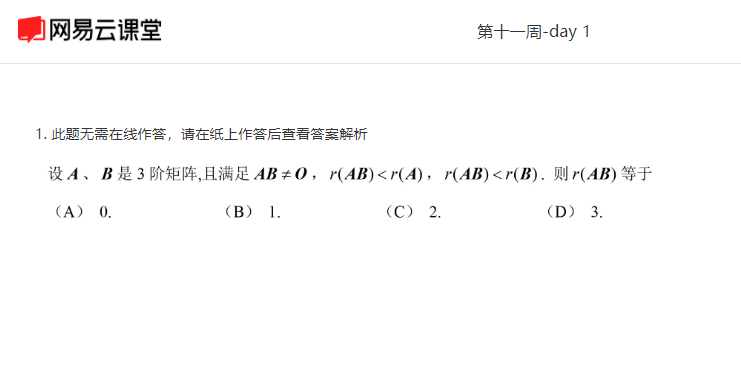 网易云课堂
第十一周-day 1
1. 此题无需在线作答，请在纸上作答后查看答案解析
设 A 、 B 是 3 阶矩阵,且满足 AB ≠ O ， r(AB) < r(A) ， r(AB) < r(B) . 则 r(AB) 等于
（A） 0. （B） 1. （C） 2. （D） 3.